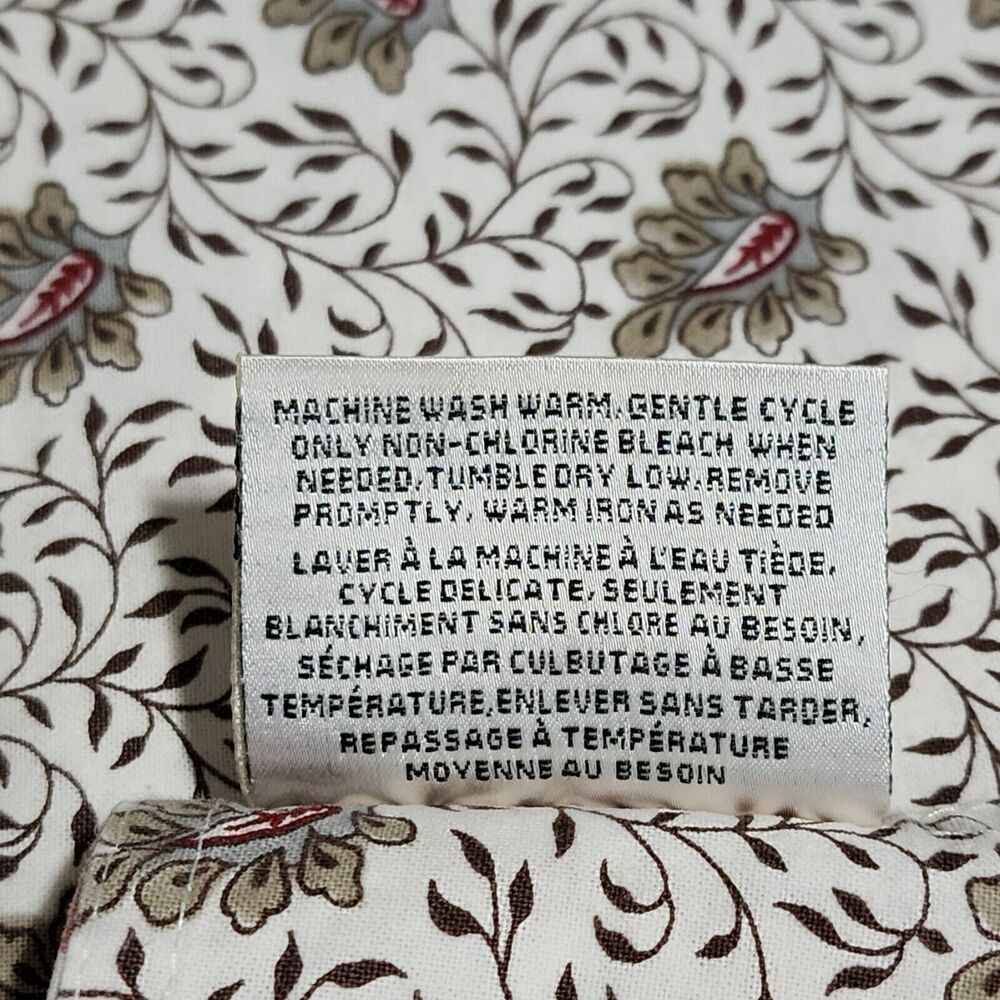 MACHINE WASH WARM, GENTLE CYCLE
ONLY NON-CHLORINE BLEACH WHEN
NEEDED, TUMBLE DRY LOW, REMOVE
PROMPTLY, WARM IRON AS NEEDED
LAVER À LA MACHINE À L'EAU TIÈDE,
CYCLE DELICATE, SEULEMENT
BLANCHIMENT SANS CHLORE AU BESOIN,
SÉCHAGE PAR CULBUTAGE À BASSE
TEMPÉRATURE, ENLEVER SANS TARDER,
REPASSAGE À TEMPÉRATURE
MOYENNE AU BESOIN